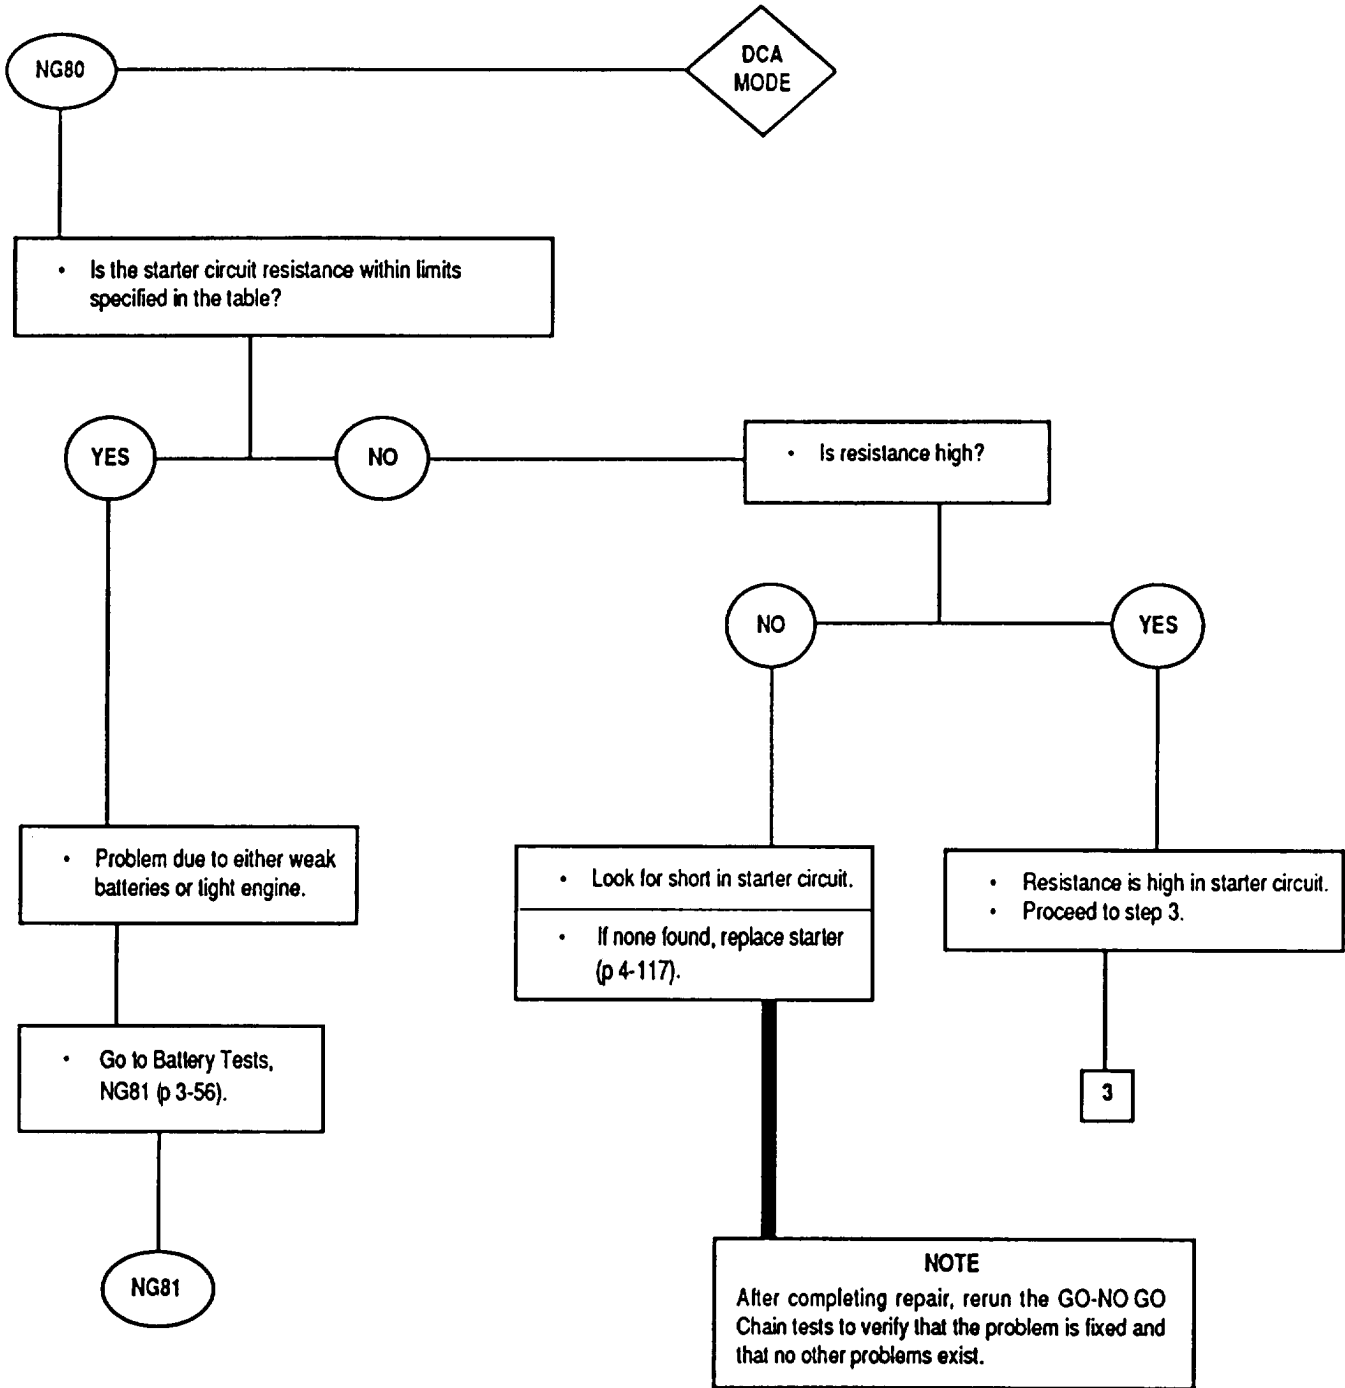 NG80
DCA
MODE
• Is the starter circuit resistance within limits
specified in the table?
YES
NO
• Is resistance high?
NO
YES
• Problem due to either weak
batteries or tight engine.
• Look for short in starter circuit.
• If none found, replace starter
(p 4-117).
• Resistance is high in starter circuit.
• Proceed to step 3.
• Go to Battery Tests,
NG81 (p 3-56).
3
NG81
NOTE
After completing repair, rerun the GO-NO GO
Chain tests to verify that the problem is fixed and
that no other problems exist.